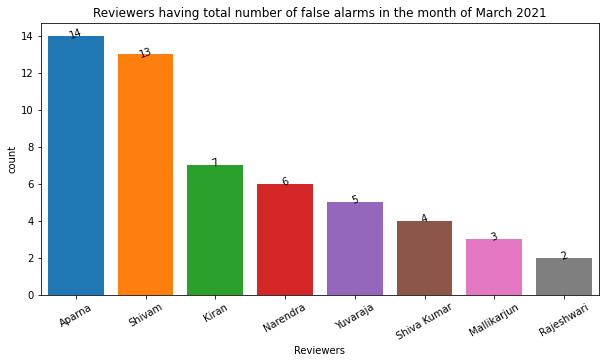 Reviewers having total number of false alarms in the month of March 2021
count
14
12
10
8
6
4
2
0
14
13
7
6
5
4
3
2
Aparna
Shivam
Kiran
Narendra
Yuvaraja
Shiva Kumar
Mallikarjun
Rajeshwari
Reviewers